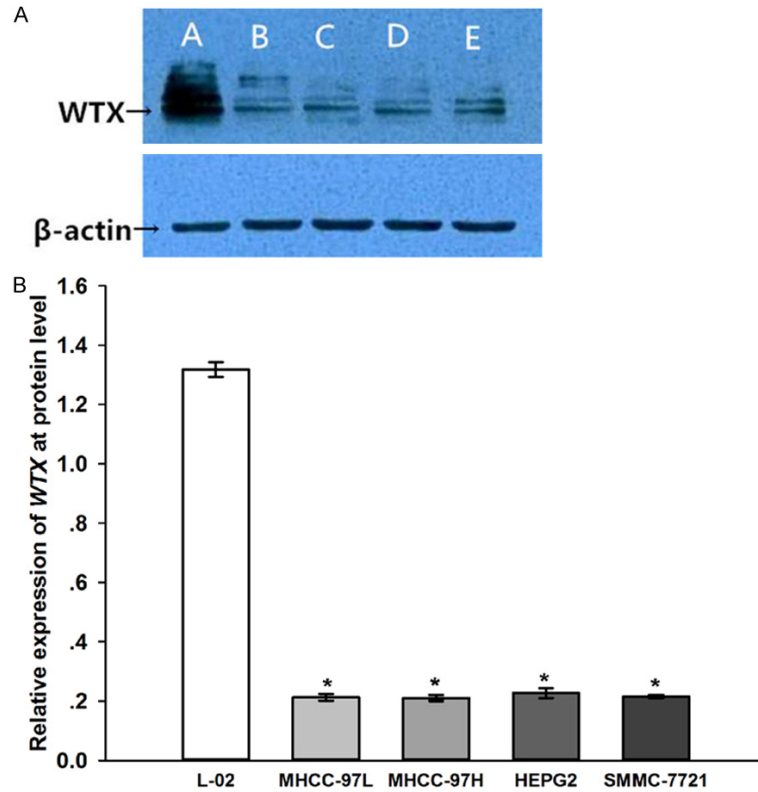 A
A B C D E
WTX→
β-actin→
B
Relative expression of WTX at protein level
1.6
1.4
1.2
1.0
.8
.6
.4
.2
0.0
* * * *
L-02 MHCC-97L MHCC-97H HEPG2 SMMC-7721